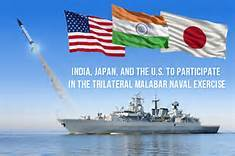 INDIA, JAPAN, AND THE U.S. TO PARTICIPATE
IN THE TRILATERAL MALABAR NAVAL EXERCISE